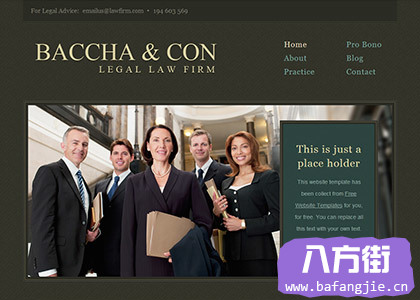 For Legal Advice: emailus@lawfirm.com • 194 603 569
BACCHA & CON
LEGAL LAW FIRM
Home
Pro Bono
About
Blog
Practice
Contact
This is just a
place holder
This website template has
been collect from Free
Website Templates for you,
for free. You can replace all
this text with your own text.
八方街
www.bafangjie.cn